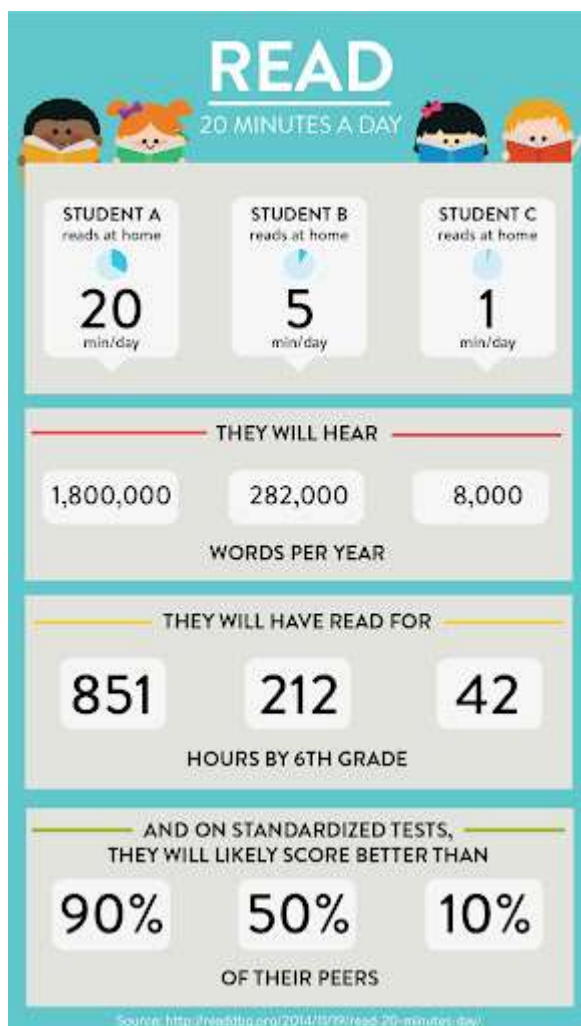 READ
20 MINUTES A DAY
STUDENT A
reads at home
20
min/day
STUDENT B
reads at home
5
min/day
STUDENT C
reads at home
1
min/day
THEY WILL HEAR
1,800,000 282,000 8,000
WORDS PER YEAR
THEY WILL HAVE READ FOR
851 212 42
HOURS BY 6TH GRADE
AND ON STANDARDIZED TESTS,
THEY WILL LIKELY SCORE BETTER THAN
90% 50% 10%
OF THEIR PEERS
Source: